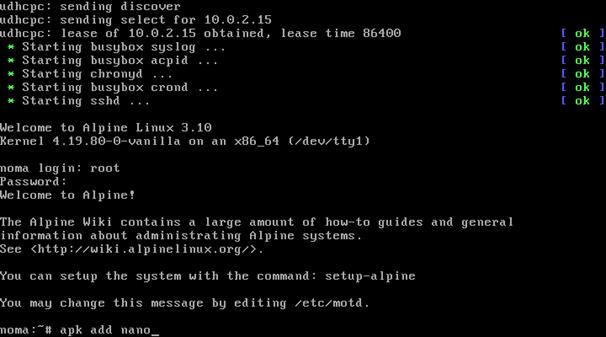 udhcpc: sending discover
udhcpc: sending select for 10.0.2.15
udhcpc: lease of 10.0.2.15 obtained, lease time 86400 [ ok ]
* Starting busybox syslog ... [ ok ]
* Starting busybox acpid ... [ ok ]
* Starting chronyd ... [ ok ]
* Starting busybox crond ... [ ok ]
* Starting sshd ... [ ok ]
Welcome to Alpine Linux 3.10
Kernel 4.19.80-0-vanilla on an x86_64 (/dev/tty1)
noma login: root
Password:
Welcome to Alpine!
The Alpine Wiki contains a large amount of how-to guides and general
information about administrating Alpine systems.
See <http://wiki.alpinelinux.org/>.
You can setup the system with the command: setup-alpine
You may change this message by editing /etc/motd.
noma:~# apk add nano_